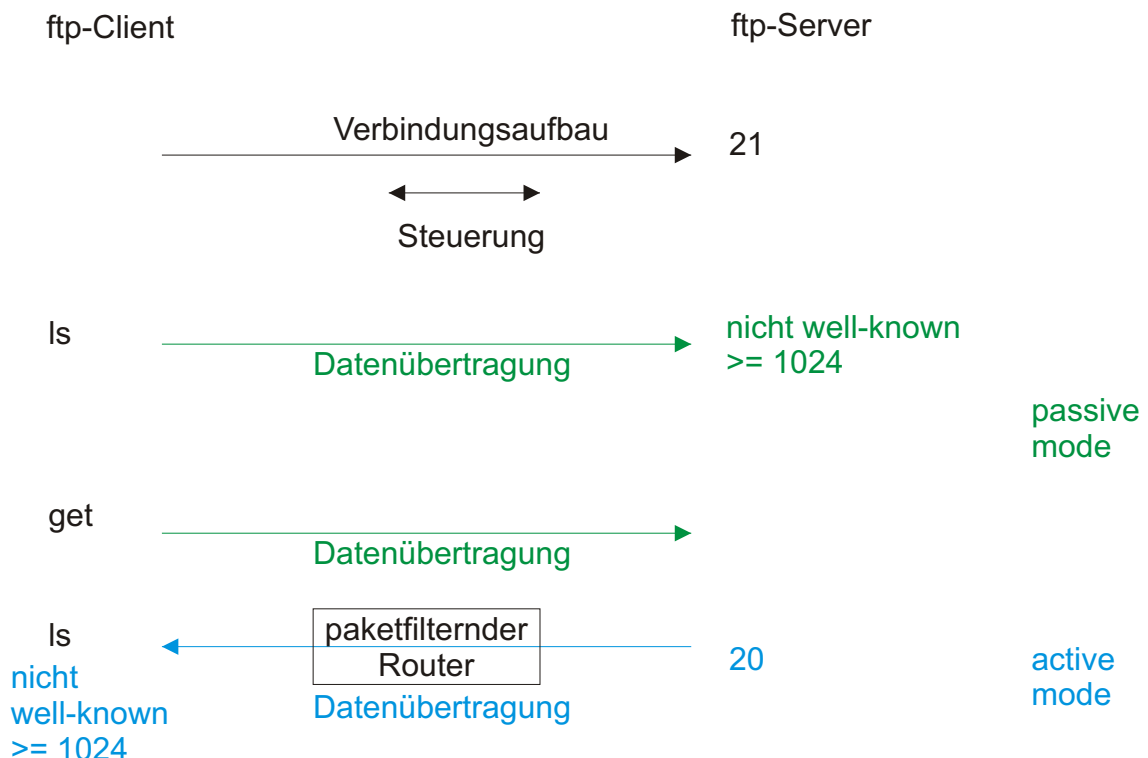 ftp-Client
ftp-Server
Verbindungsaufbau
21
Steuerung
ls
nicht well-known
>= 1024
Datenübertragung
passive
mode
get
Datenübertragung
ls
paketfilternder
Router
20
active
mode
nicht
well-known
>= 1024
Datenübertragung